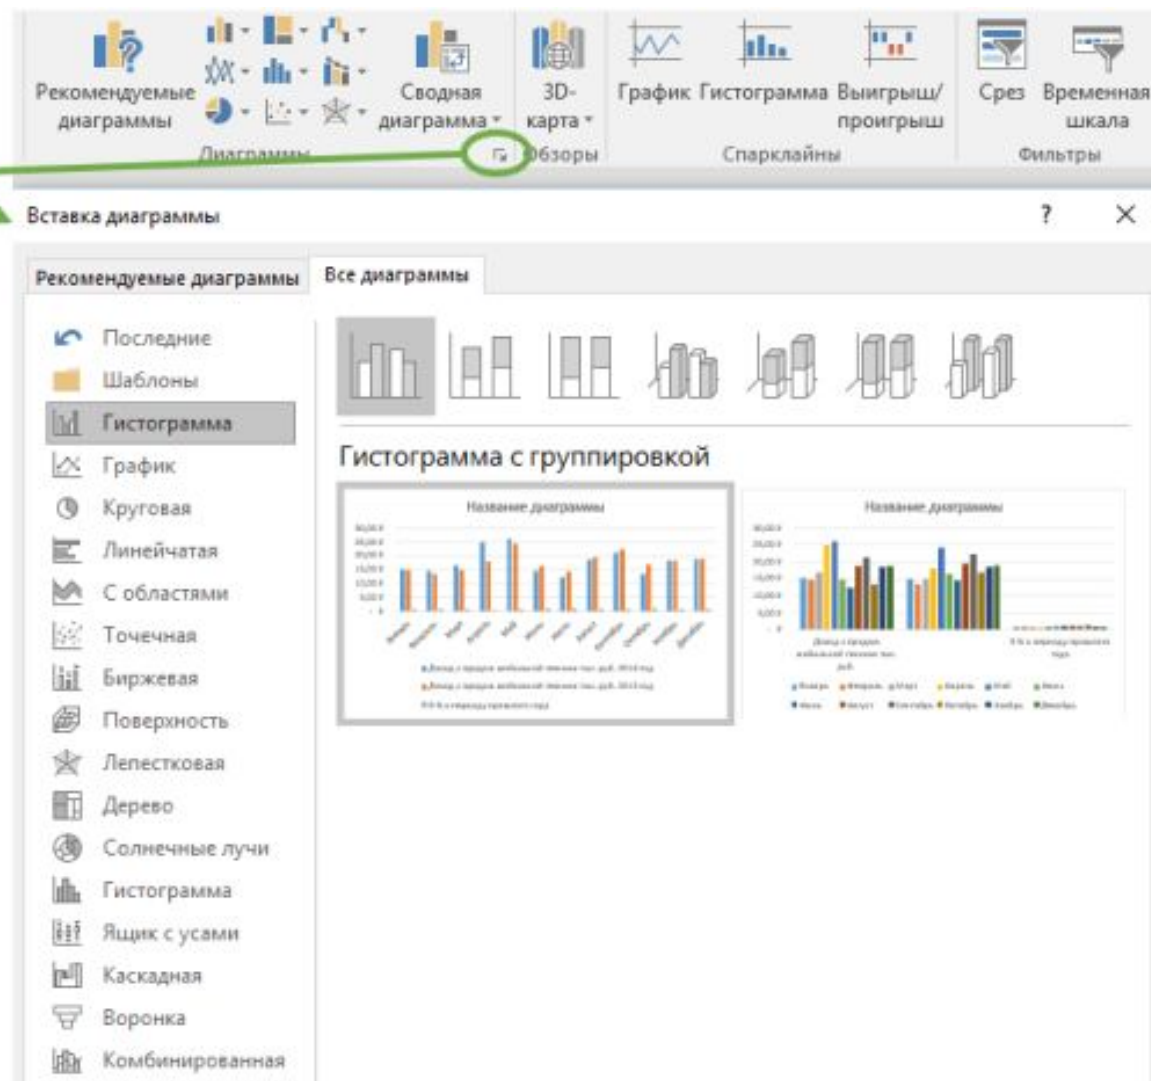 Рекомендуемые диаграммы
Сводная диаграмма
3D-карта
График
Гистограмма
Выигрыш/проигрыш
Срез
Временная шкала
Диаграммы
Обзоры
Спарклайны
Фильтры
Вставка диаграммы
?
Рекомендуемые диаграммы
Все диаграммы
Последние
Шаблоны
Гистограмма
График
Круговая
Линейчатая
С областями
Точечная
Биржевая
Поверхность
Лепестковая
Дерево
Солнечные лучи
Гистограмма
Ящик с усами
Каскадная
Воронка
Комбинированная
Гистограмма с группировкой
Название диаграммы
Название диаграммы